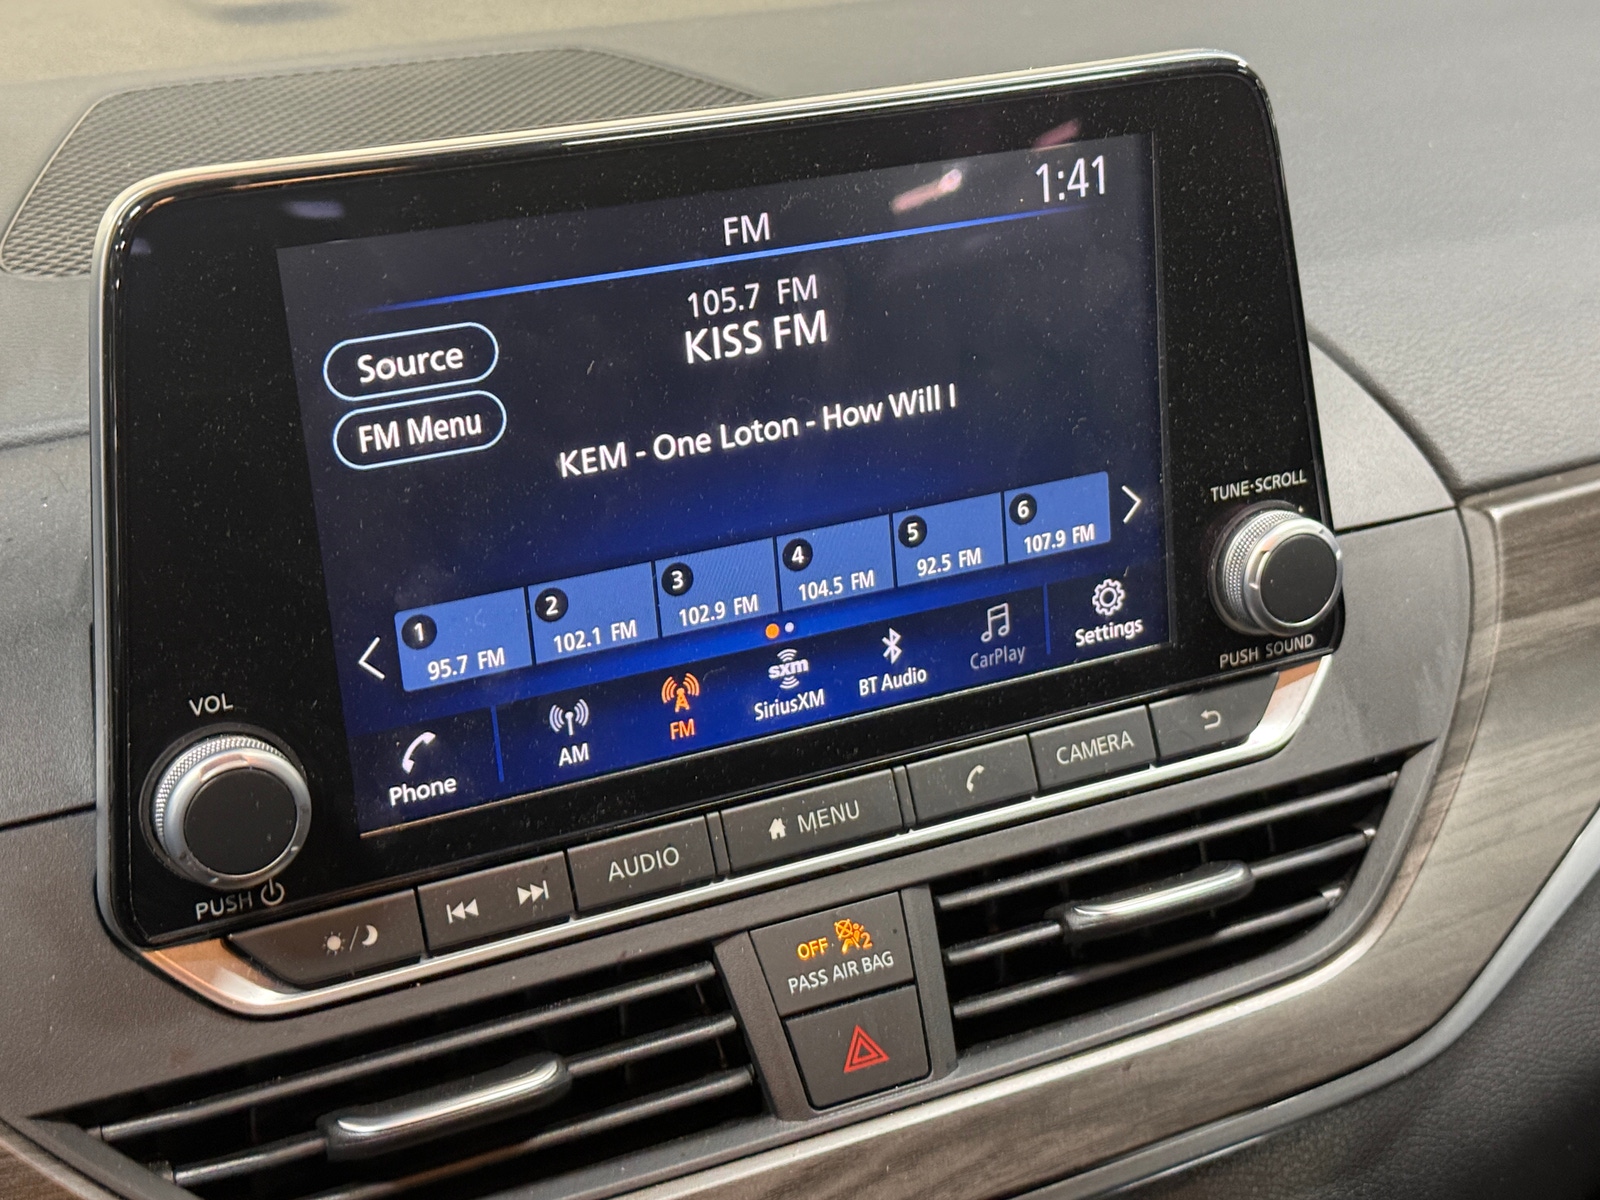 1:41
FM
105.7 FM
KISS FM
Source
FM Menu
KEM - One Loton - How Will I
1
95.7 FM
2
102.1 FM
3
102.9 FM
4
104.5 FM
5
92.5 FM
6
107.9 FM
Phone
AM
FM
sxm
SiriusXM
BT Audio
CarPlay
Settings
VOL
PUSH
TUNE·SCROLL
PUSH SOUND
AUDIO
MENU
CAMERA
OFF 2
PASS AIR BAG